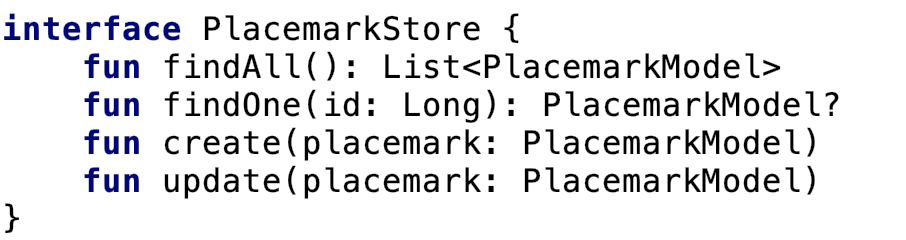 interface PlacemarkStore {
    fun findAll(): List<PlacemarkModel>
    fun findOne(id: Long): PlacemarkModel?
    fun create(placemark: PlacemarkModel)
    fun update(placemark: PlacemarkModel)
}